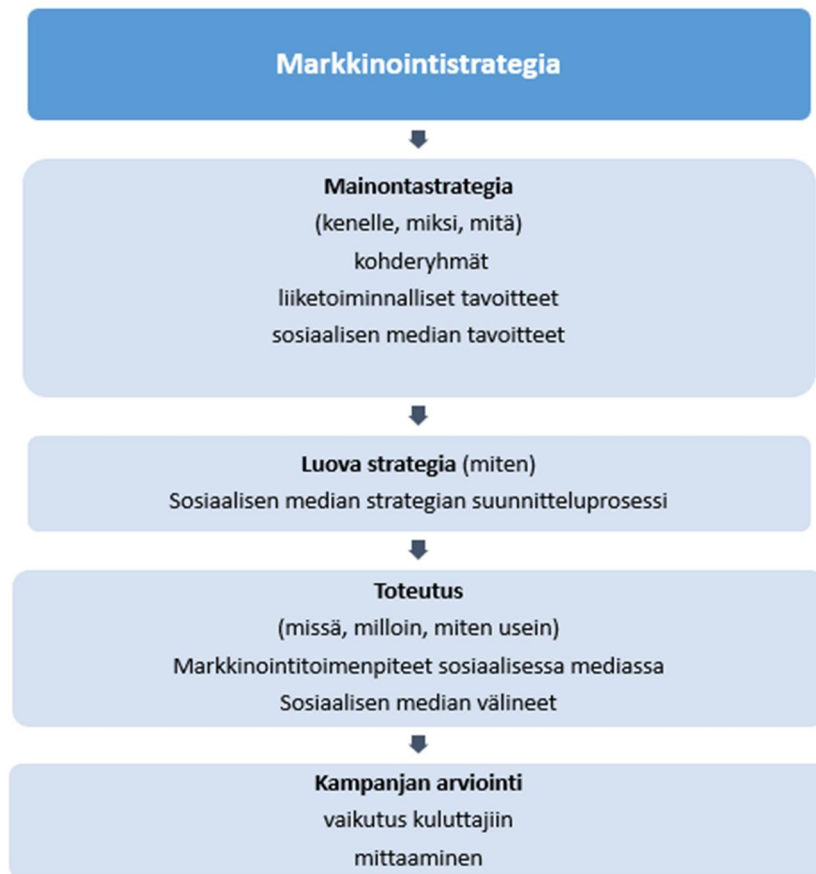 Markkinointistrategia
Mainontastrategia
(kenelle, miksi, mitä)
kohderyhmät
liiketoiminnalliset tavoitteet
sosiaalisen median tavoitteet
Luova strategia (miten)
Sosiaalisen median strategian suunnitteluprosessi
Toteutus
(missä, milloin, miten usein)
Markkinointitoimenpiteet sosiaalisessa mediassa
Sosiaalisen median välineet
Kampanjan arviointi
vaikutus kuluttajiin
mittaaminen